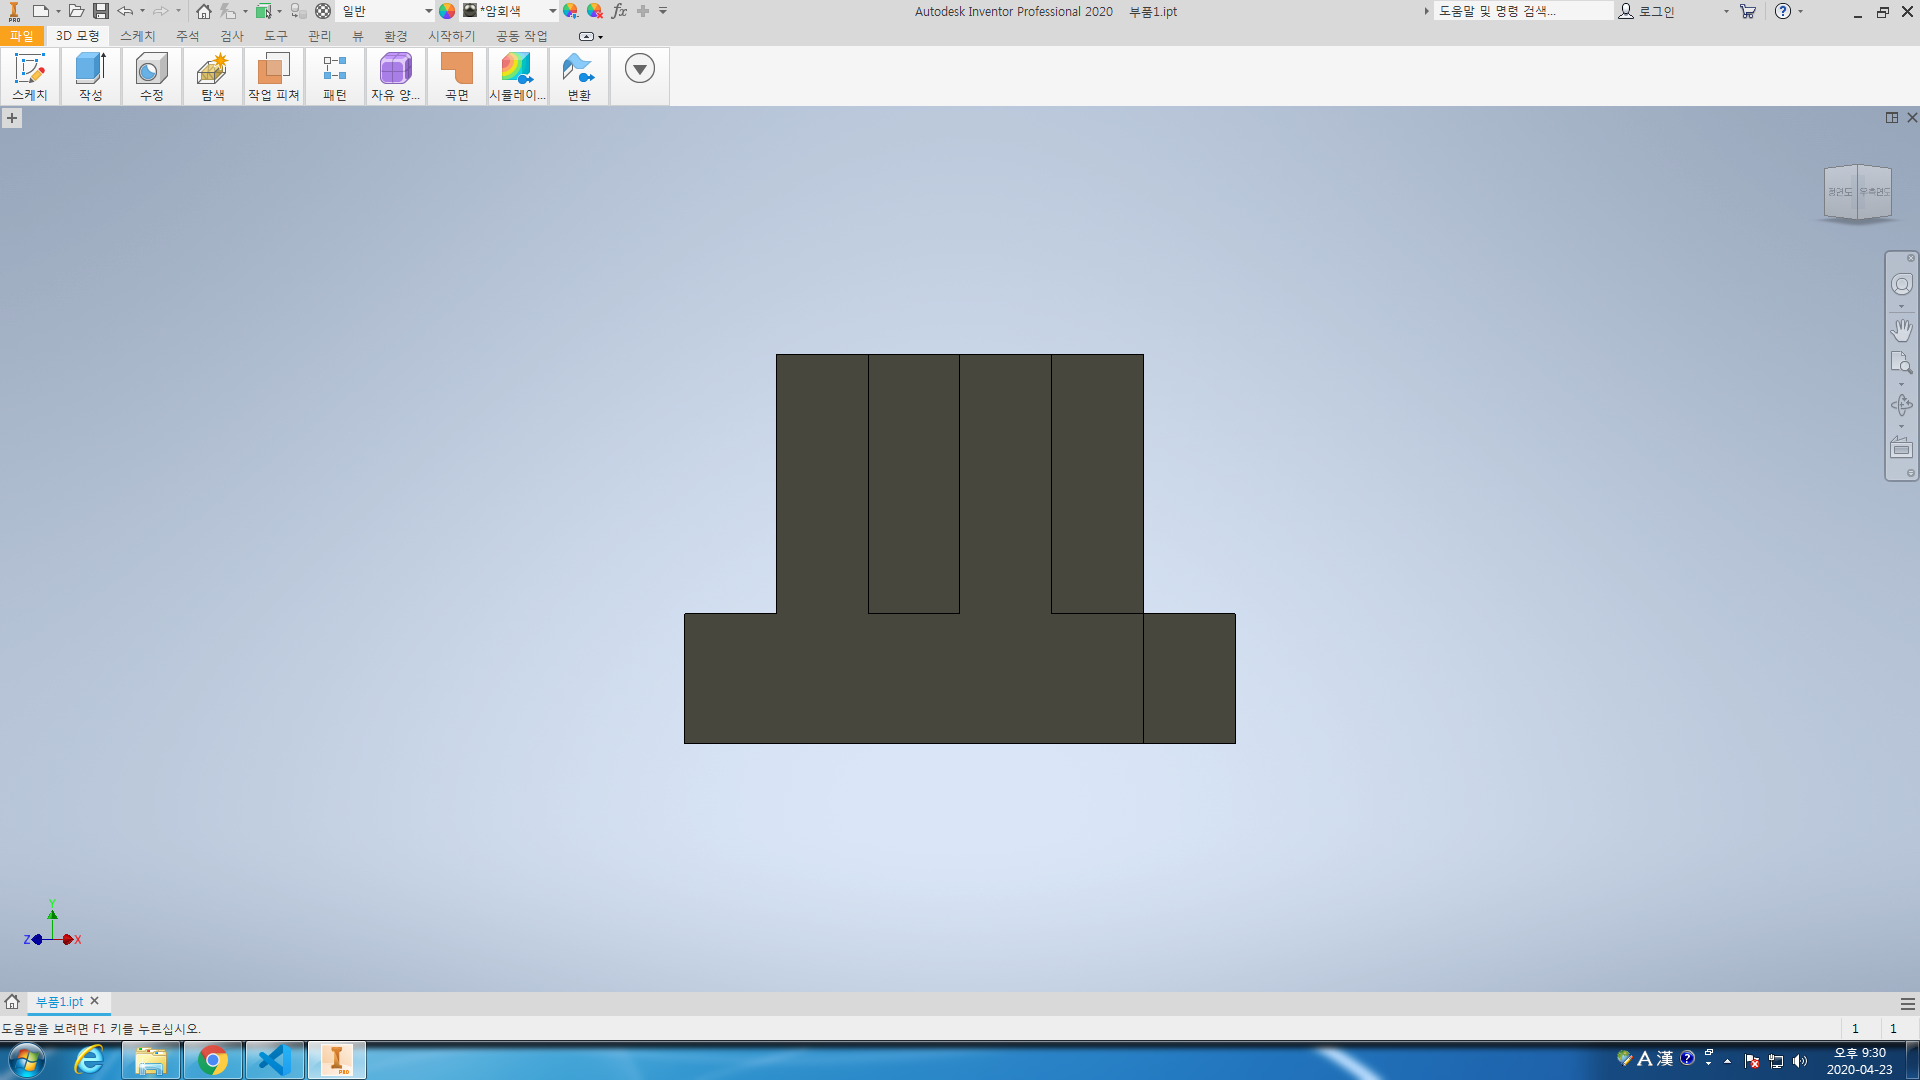 일반
*암회색
fx
Autodesk Inventor Professional 2020 부품1.ipt
도움말 및 명령 검색...
로그인
PRO
파일 3D 모형 스케치 주석 검사 도구 관리 뷰 환경 시작하기 공동 작업
스케치 작성 수정 탐색 작업 피쳐 패턴 자유 양... 곡면 시뮬레이... 변환
정면도 우측면도
Y
Z X
부품1.ipt
도움말을 보려면 F1 키를 누르십시오.
1 1
PRO
A 漢
오후 9:30
2020-04-23